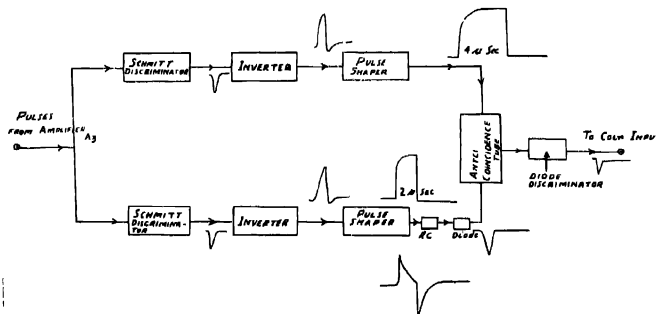 4 μ SEC
SCHMITT
DISCRIMINATOR
INVERTER
PULSE
SHAPER
PULSES
FROM AMPLIFIER A3
ANTI
COINCIDENCE
TUBE
TO COIN INPU
DIODE
DISCRIMINATOR
2 μ SEC
SCHMITT
DISCRIMINA-
TOR
INVERTER
PULSE
SHAPER
RC
DIODE